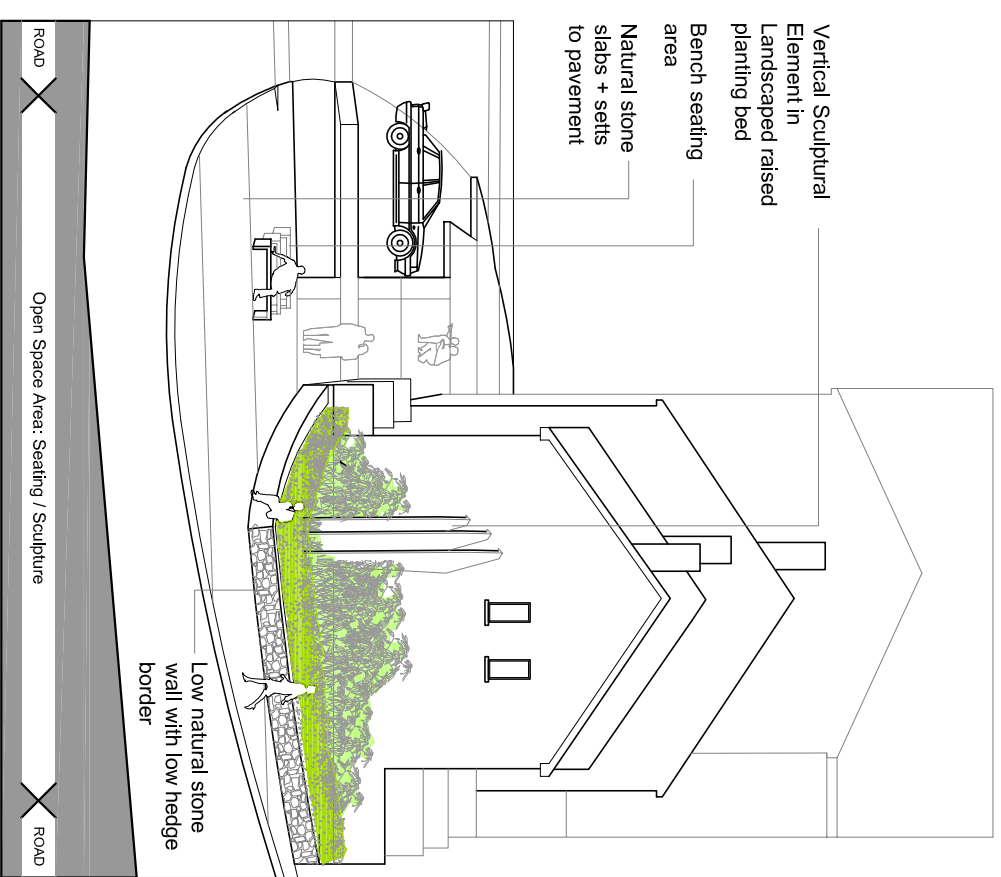 Vertical Sculptural
Element in
Landscaped raised
planting bed
Bench seating
area
Natural stone
slabs + setts
to pavement
Low natural stone
wall with low hedge
border
ROAD
Open Space Area: Seating / Sculpture
ROAD